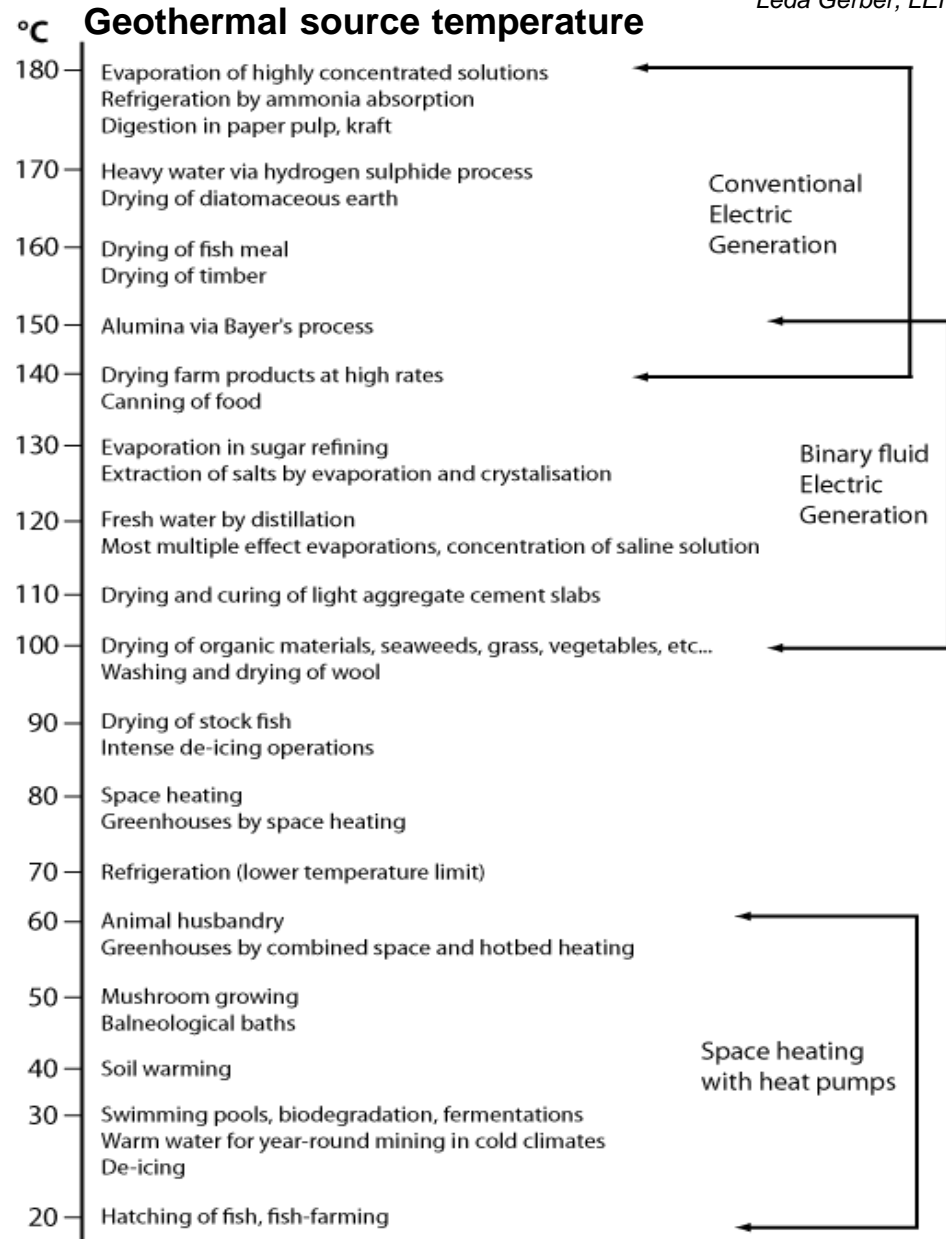 Leda Gerber, LEI
°C Geothermal source temperature
180 Evaporation of highly concentrated solutions
Refrigeration by ammonia absorption
Digestion in paper pulp, kraft
170 Heavy water via hydrogen sulphide process
Drying of diatomaceous earth
Conventional
Electric
Generation
160 Drying of fish meal
Drying of timber
150 Alumina via Bayer's process
140 Drying farm products at high rates
Canning of food
130 Evaporation in sugar refining
Extraction of salts by evaporation and crystalisation
Binary fluid
Electric
Generation
120 Fresh water by distillation
Most multiple effect evaporations, concentration of saline solution
110 Drying and curing of light aggregate cement slabs
100 Drying of organic materials, seaweeds, grass, vegetables, etc...
Washing and drying of wool
90 Drying of stock fish
Intense de-icing operations
80 Space heating
Greenhouses by space heating
70 Refrigeration (lower temperature limit)
60 Animal husbandry
Greenhouses by combined space and hotbed heating
50 Mushroom growing
Balneological baths
40 Soil warming
Space heating
with heat pumps
30 Swimming pools, biodegradation, fermentations
Warm water for year-round mining in cold climates
De-icing
20 Hatching of fish, fish-farming